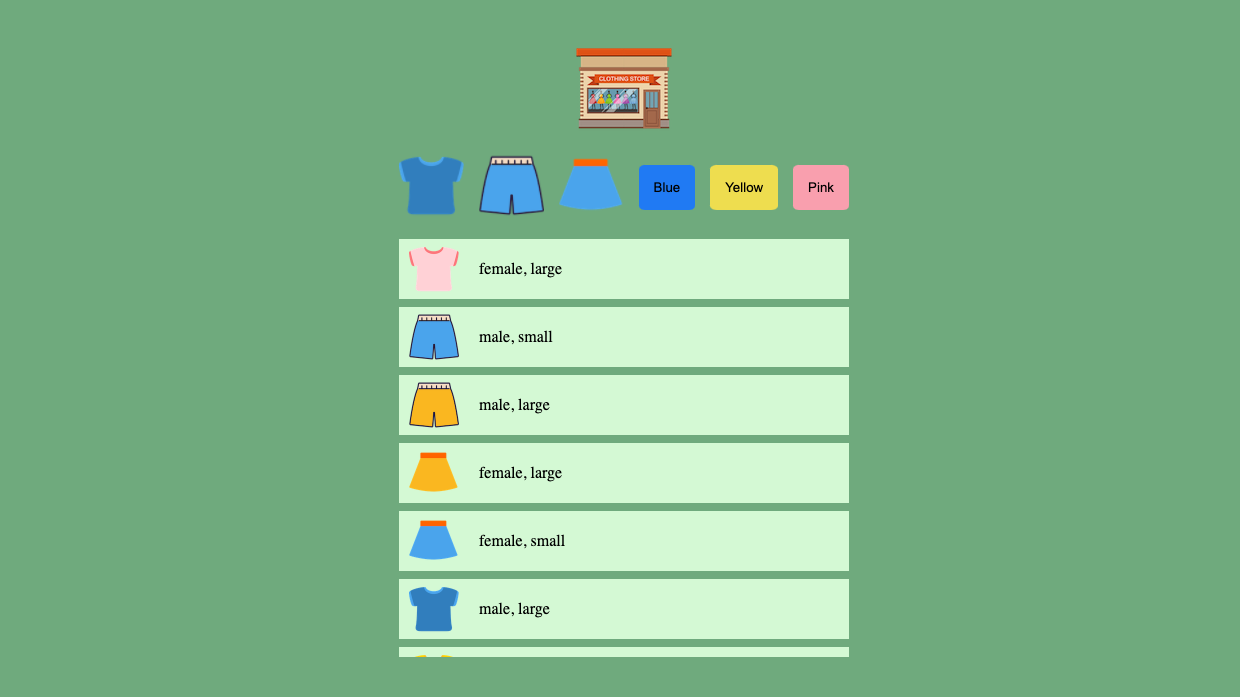 CLOTHING STORE
Blue
Yellow
Pink
female, large
male, small
male, large
female, large
female, small
male, large